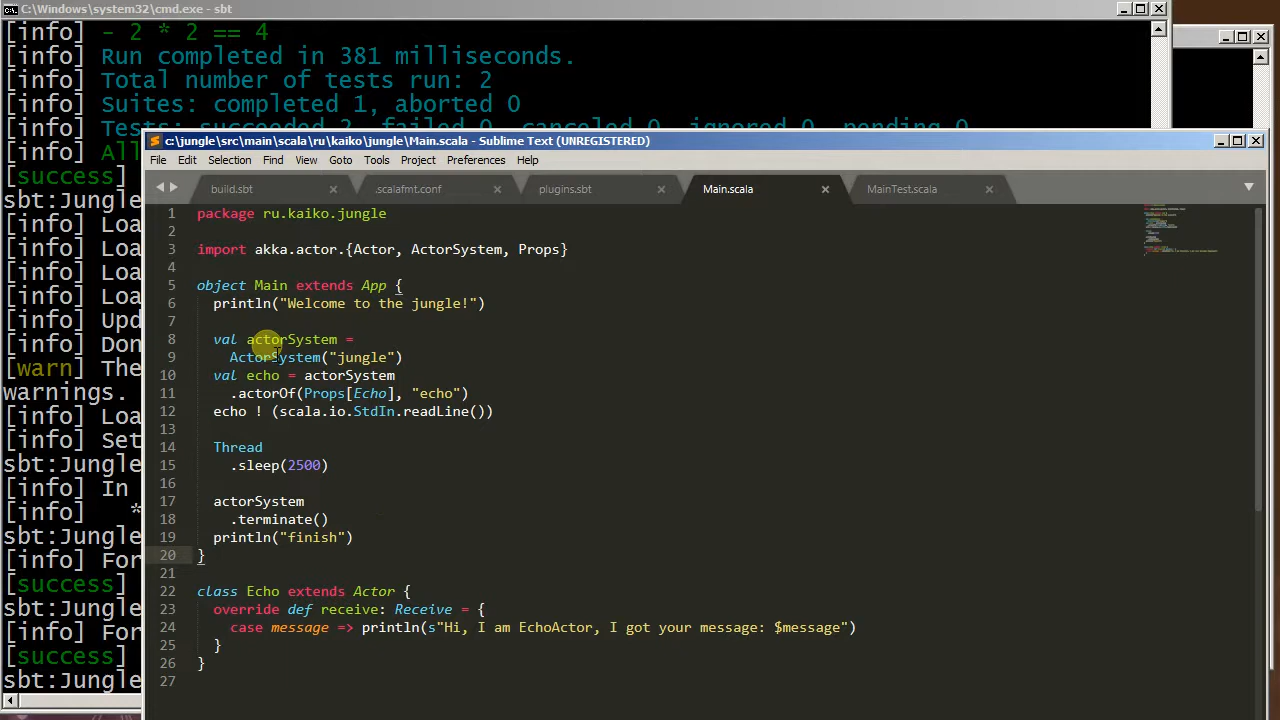 C:\Windows\system32\cmd.exe - sbt
[info] - 2 * 2 == 4
[info] Run completed in 381 milliseconds.
[info] Total number of tests run: 2
[info] Suites: completed 1, aborted 0
[info] Tests: succeeded 2, failed 0, canceled 0, ignored 0, pending 0
[info] All
[success]
sbt:Jungle
[info] Loa
[info] Loa
[info] Loa
[info] Loa
[info] Upd
[info] Don
[warn] The
warnings.
[info] Loa
[info] Set
sbt:Jungle
[info] In
[info] *
sbt:Jungle
[info] For
[success]
sbt:Jungle
[info] For
[success]
sbt:Jungle
c:\jungle\src\main\scala\ru\kaiko\jungle\Main.scala - Sublime Text (UNREGISTERED)
File Edit Selection Find View Goto Tools Project Preferences Help
build.sbt .scalafmt.conf plugins.sbt Main.scala MainTest.scala
1 package ru.kaiko.jungle
2
3 import akka.actor.{Actor, ActorSystem, Props}
4
5 object Main extends App {
6 println("Welcome to the jungle!")
7
8 val actorSystem =
9 ActorSystem("jungle")
10 val echo = actorSystem
11 .actorOf(Props[Echo], "echo")
12 echo ! (scala.io.StdIn.readLine())
13
14 Thread
15 .sleep(2500)
16
17 actorSystem
18 .terminate()
19 println("finish")
20 }
21
22 class Echo extends Actor {
23 override def receive: Receive = {
24 case message => println(s"Hi, I am EchoActor, I got your message: $message")
25 }
26 }
27